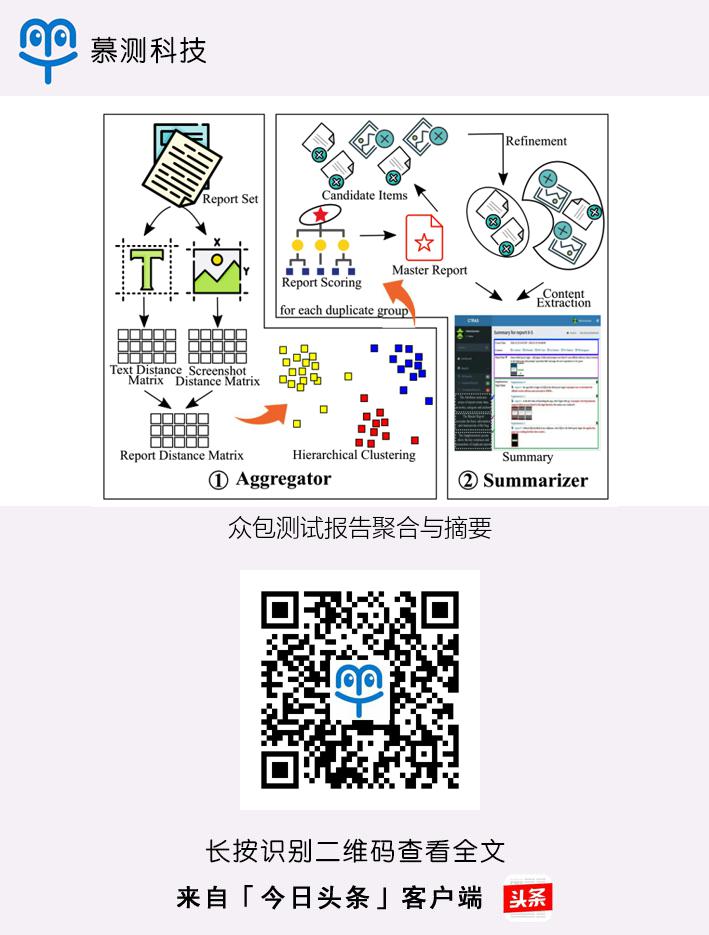 慕测科技
Report Set
T
X
Y
Text Distance
Matrix
Screenshot
Distance Matrix
Report Distance Matrix
Hierarchical Clustering
① Aggregator
Candidate Items
Refinement
Report Scoring
Master Report
for each duplicate group
Content
Extraction
CTRAS
Summary for report
Summary
② Summarizer
众包测试报告聚合与摘要
长按识别二维码查看全文
来自「今日头条」客户端
头条